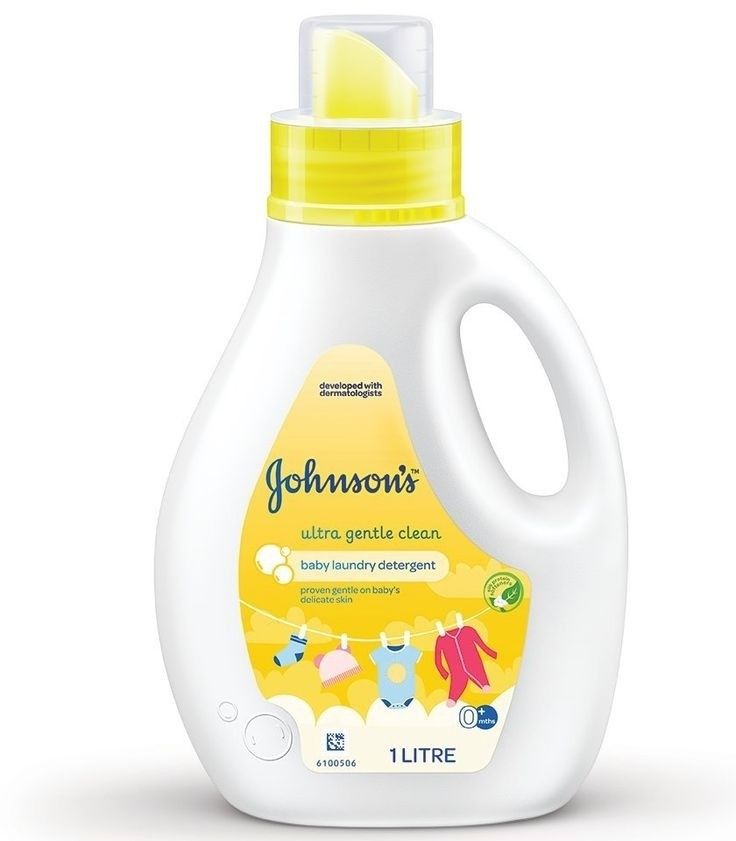 developed with
dermatologists
Johnson's™
ultra gentle clean
baby laundry detergent
proven gentle on baby's
delicate skin
0+
mths
6100506
1 LITRE